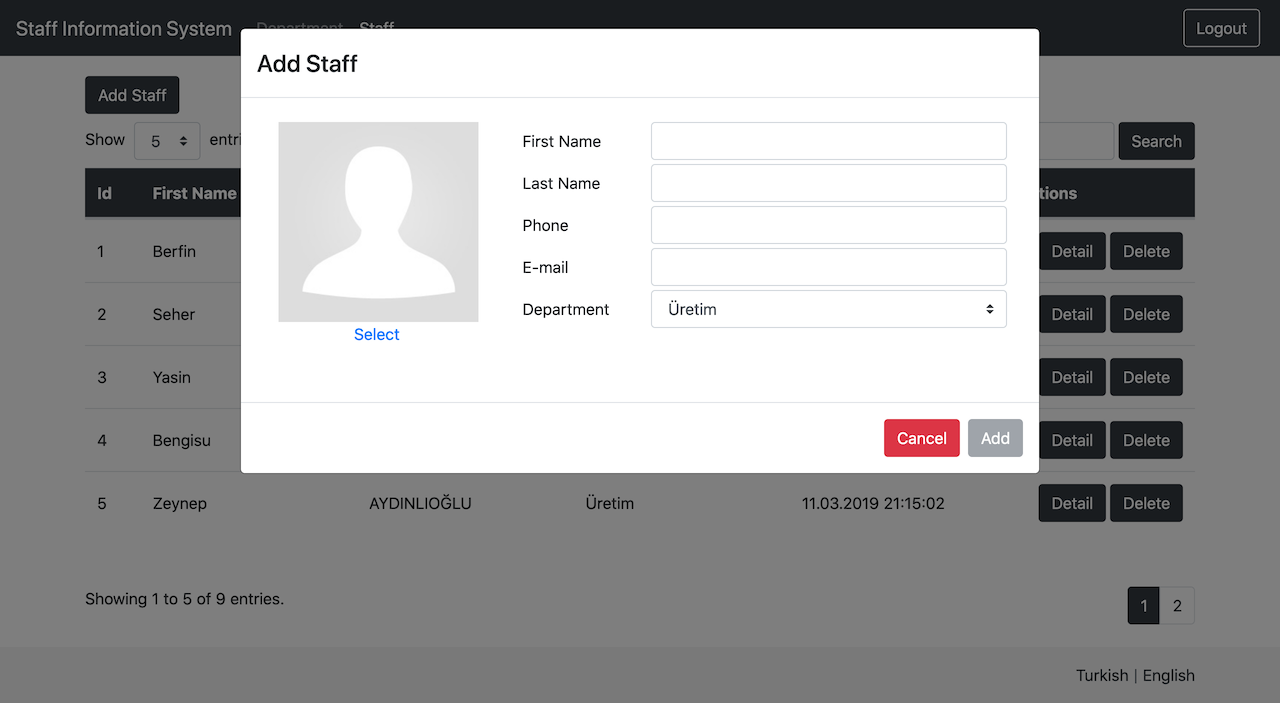 Staff Information System Department Staff Logout
Add Staff
Add Staff
Show 5 entri Search
Id First Name tions
First Name
Last Name
Phone
E-mail
Department Üretim
Select
Cancel Add
1 Berfin Detail Delete
2 Seher Detail Delete
3 Yasin Detail Delete
4 Bengisu Detail Delete
5 Zeynep AYDINLIOĞLU Üretim 11.03.2019 21:15:02 Detail Delete
Showing 1 to 5 of 9 entries. 1 2
Turkish | English